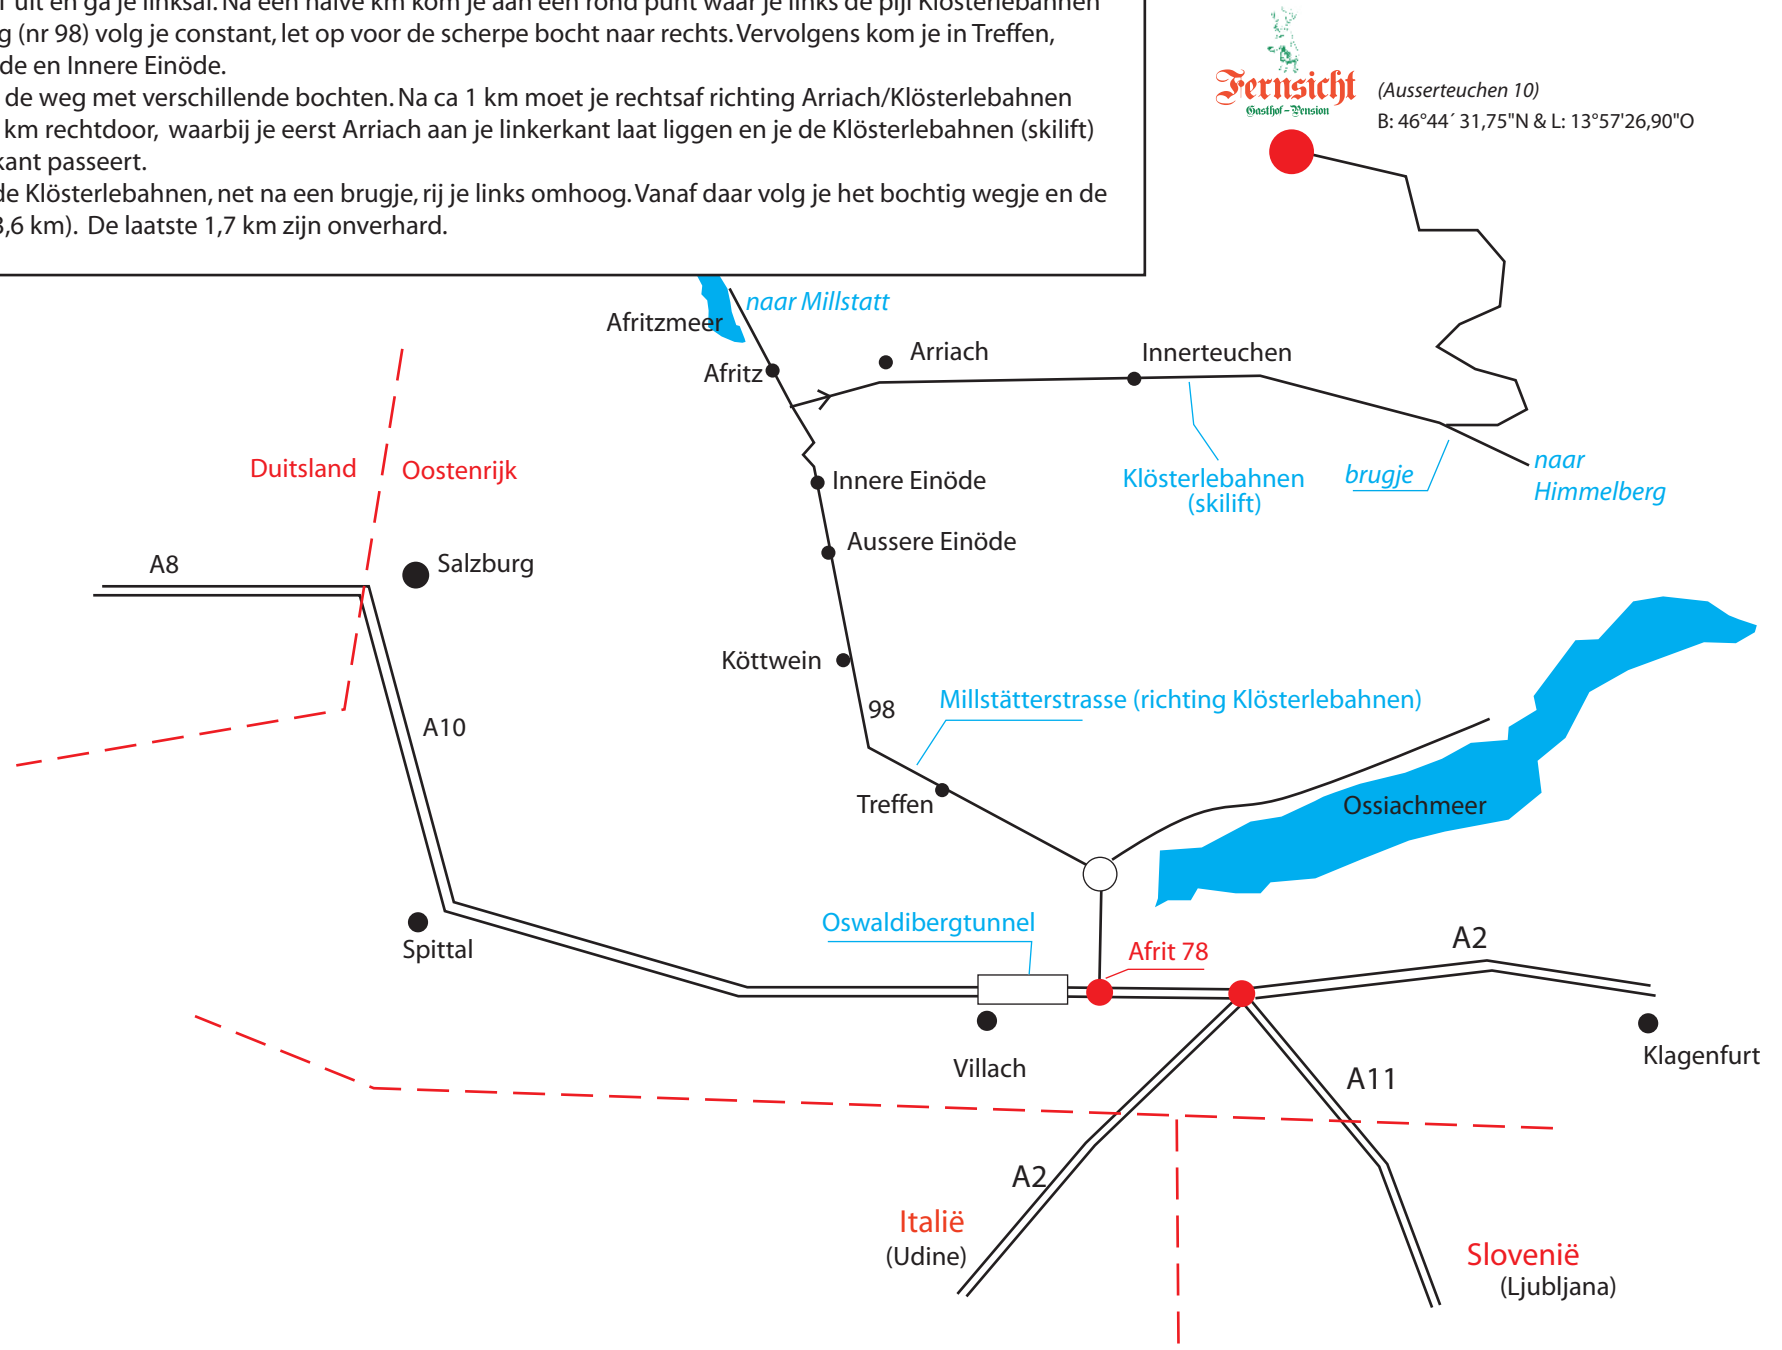 uit en ga je linksaf. Na een halve km kom je aan een rond punt waar je links de pijl Klösterlebahnen
g (nr 98) volg je constant, let op voor de scherpe bocht naar rechts. Vervolgens kom je in Treffen,
de en Innere Einöde.
de weg met verschillende bochten. Na ca 1 km moet je rechtsaf richting Arriach/Klösterlebahnen
km rechtdoor, waarbij je eerst Arriach aan je linkerkant laat liggen en je de Klösterlebahnen (skilift)
kant passeert.
de Klösterlebahnen, net na een brugje, rij je links omhoog. Vanaf daar volg je het bochtig wegje en de
3,6 km). De laatste 1,7 km zijn onverhard.
Fernsicht
Gasthof - Pension
(Ausserteuchen 10)
B: 46°44´ 31,75"N & L: 13°57'26,90"O
naar Millstatt
Afritzmeer
Afritz
Arriach
Innerteuchen
Duitsland
Oostenrijk
Innere Einöde
Klösterlebahnen
(skilift)
brugje
naar
Himmelberg
Aussere Einöde
A8
Salzburg
Köttwein
98
Millstätterstrasse (richting Klösterlebahnen)
A10
Treffen
Ossiachmeer
Oswaldibergtunnel
Spittal
Afrit 78
A2
Villach
Klagenfurt
A11
A2
Italië
(Udine)
Slovenië
(Ljubljana)